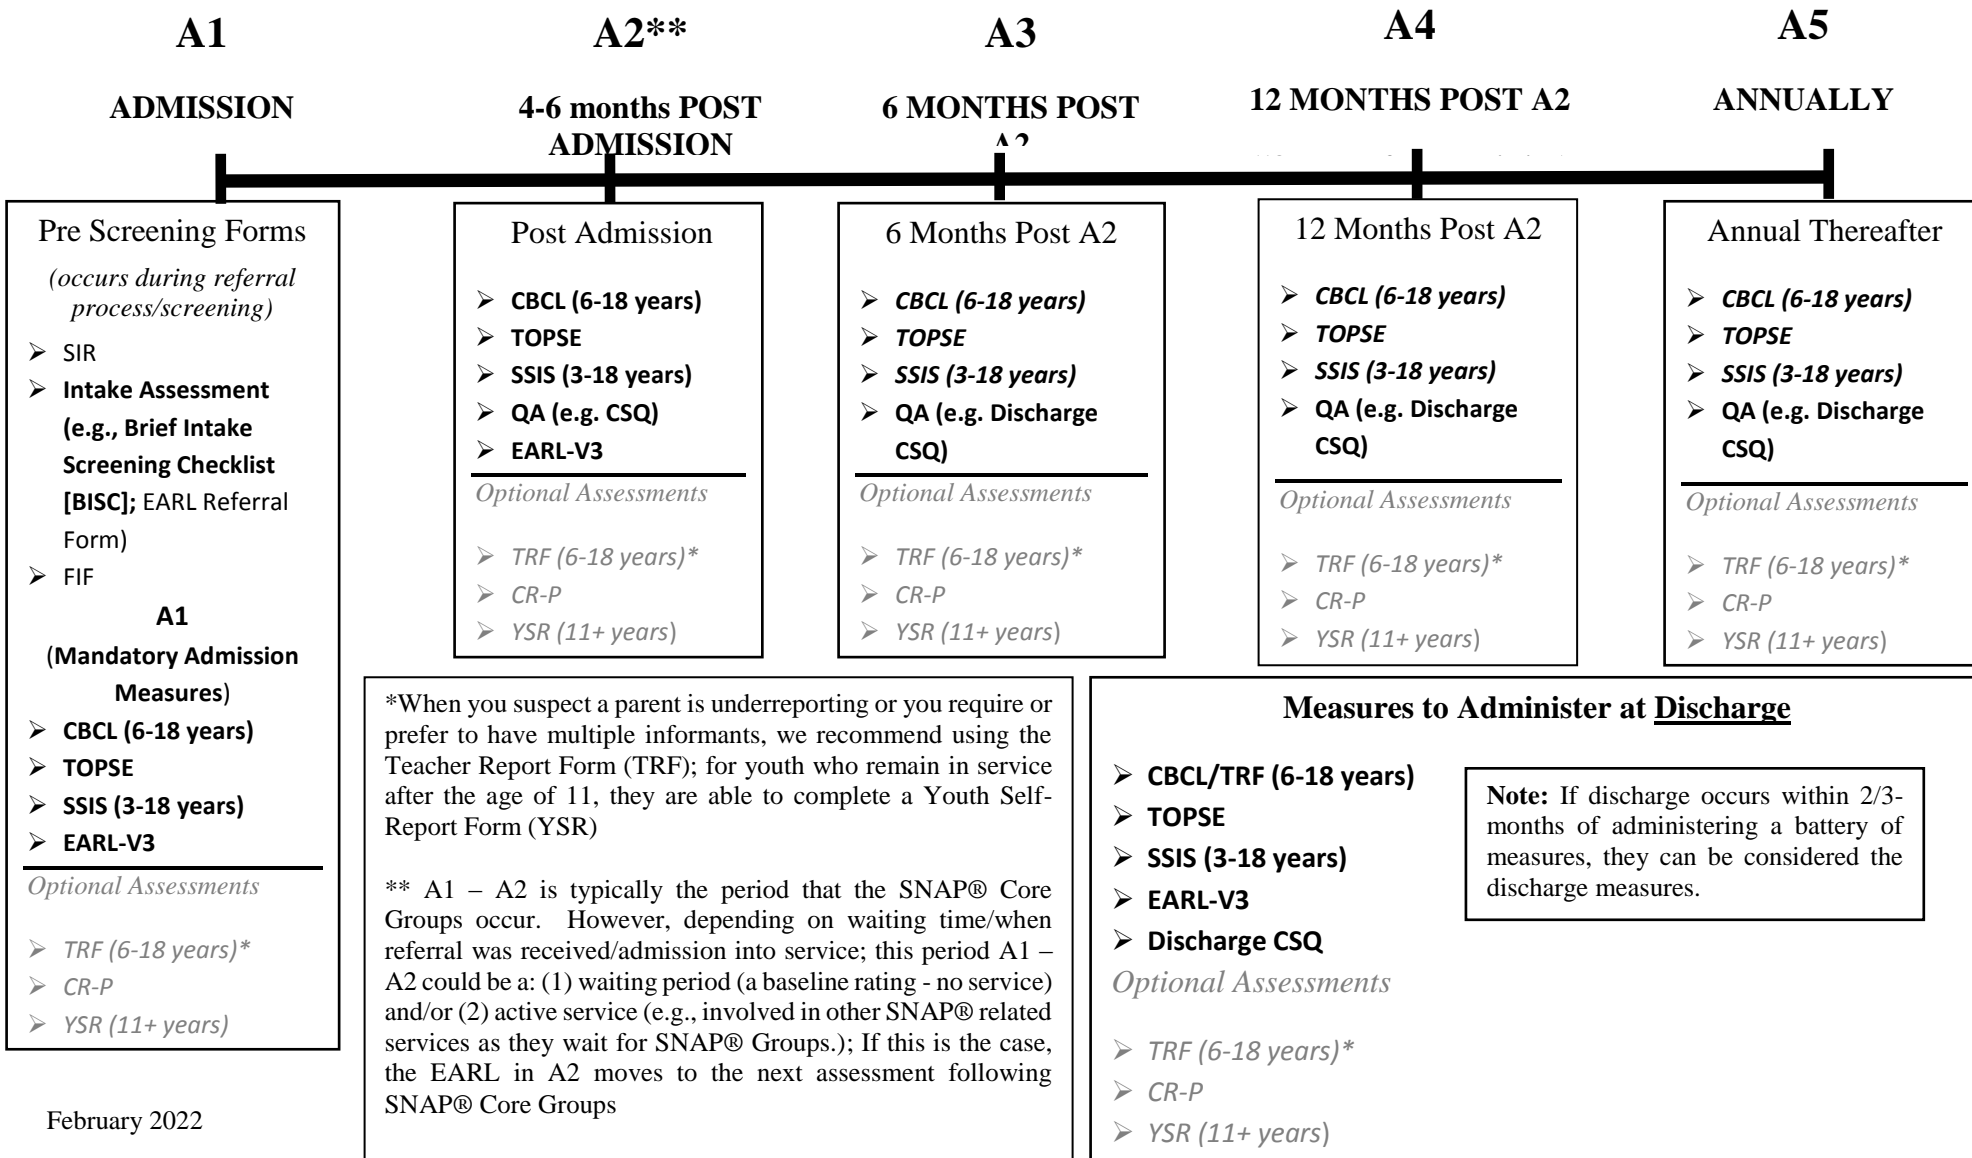 A1
ADMISSION
A2**
4-6 months POST
ADMISSION
A3
6 MONTHS POST
A2
A4
12 MONTHS POST A2
A5
ANNUALLY
Pre Screening Forms
(occurs during referral
process/screening)
➢ SIR
➢ Intake Assessment
(e.g., Brief Intake
Screening Checklist
[BISC]; EARL Referral
Form)
➢ FIF
A1
(Mandatory Admission
Measures)
➢ CBCL (6-18 years)
➢ TOPSE
➢ SSIS (3-18 years)
➢ EARL-V3
Optional Assessments
➢ TRF (6-18 years)*
➢ CR-P
➢ YSR (11+ years)
Post Admission
➢ CBCL (6-18 years)
➢ TOPSE
➢ SSIS (3-18 years)
➢ QA (e.g. CSQ)
➢ EARL-V3
Optional Assessments
➢ TRF (6-18 years)*
➢ CR-P
➢ YSR (11+ years)
6 Months Post A2
➢ CBCL (6-18 years)
➢ TOPSE
➢ SSIS (3-18 years)
➢ QA (e.g. Discharge
CSQ)
Optional Assessments
➢ TRF (6-18 years)*
➢ CR-P
➢ YSR (11+ years)
12 Months Post A2
➢ CBCL (6-18 years)
➢ TOPSE
➢ SSIS (3-18 years)
➢ QA (e.g. Discharge
CSQ)
Optional Assessments
➢ TRF (6-18 years)*
➢ CR-P
➢ YSR (11+ years)
Annual Thereafter
➢ CBCL (6-18 years)
➢ TOPSE
➢ SSIS (3-18 years)
➢ QA (e.g. Discharge
CSQ)
Optional Assessments
➢ TRF (6-18 years)*
➢ CR-P
➢ YSR (11+ years)
*When you suspect a parent is underreporting or you require or
prefer to have multiple informants, we recommend using the
Teacher Report Form (TRF); for youth who remain in service
after the age of 11, they are able to complete a Youth Self-
Report Form (YSR)
** A1 – A2 is typically the period that the SNAP® Core
Groups occur. However, depending on waiting time/when
referral was received/admission into service; this period A1 –
A2 could be a: (1) waiting period (a baseline rating - no service)
and/or (2) active service (e.g., involved in other SNAP® related
services as they wait for SNAP® Groups.); If this is the case,
the EARL in A2 moves to the next assessment following
SNAP® Core Groups
Measures to Administer at Discharge
➢ CBCL/TRF (6-18 years)
➢ TOPSE
➢ SSIS (3-18 years)
➢ EARL-V3
➢ Discharge CSQ
Optional Assessments
➢ TRF (6-18 years)*
➢ CR-P
➢ YSR (11+ years)
Note: If discharge occurs within 2/3-
months of administering a battery of
measures, they can be considered the
discharge measures.
February 2022